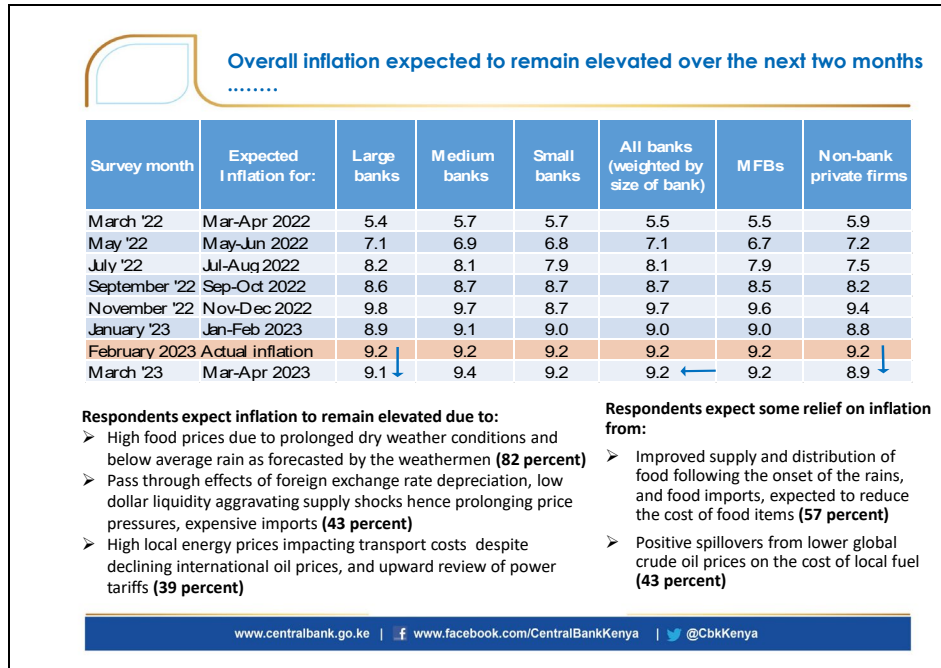 Overall inflation expected to remain elevated over the next two months
........
Survey month Expected Inflation for: Large banks Medium banks Small banks All banks (weighted by size of bank) MFBs Non-bank private firms
March '22 Mar-Apr 2022 5.4 5.7 5.7 5.5 5.5 5.9
May '22 May-Jun 2022 7.1 6.9 6.8 7.1 6.7 7.2
July '22 Jul-Aug 2022 8.2 8.1 7.9 8.1 7.9 7.5
September '22 Sep-Oct 2022 8.6 8.7 8.7 8.7 8.5 8.2
November '22 Nov-Dec 2022 9.8 9.7 8.7 9.7 9.6 9.4
January '23 Jan-Feb 2023 8.9 9.1 9.0 9.0 9.0 8.8
February 2023 Actual inflation 9.2 9.2 9.2 9.2 9.2 9.2
March '23 Mar-Apr 2023 9.1 9.4 9.2 9.2 9.2 8.9
Respondents expect inflation to remain elevated due to:
➢ High food prices due to prolonged dry weather conditions and
below average rain as forecasted by the weathermen (82 percent)
➢ Pass through effects of foreign exchange rate depreciation, low
dollar liquidity aggravating supply shocks hence prolonging price
pressures, expensive imports (43 percent)
➢ High local energy prices impacting transport costs despite
declining international oil prices, and upward review of power
tariffs (39 percent)
Respondents expect some relief on inflation
from:
➢ Improved supply and distribution of
food following the onset of the rains,
and food imports, expected to reduce
the cost of food items (57 percent)
➢ Positive spillovers from lower global
crude oil prices on the cost of local fuel
(43 percent)
www.centralbank.go.ke | f www.facebook.com/CentralBankKenya | @CbkKenya